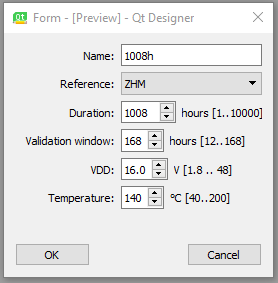 Qt Form - [Preview] - Qt Designer
Name: 1008h
Reference: ZHM
Duration: 1008 hours [1..10000]
Validation window: 168 hours [12..168]
VDD: 16.0 V [1.8 .. 48]
Temperature: 140 °C [40..200]
OK Cancel